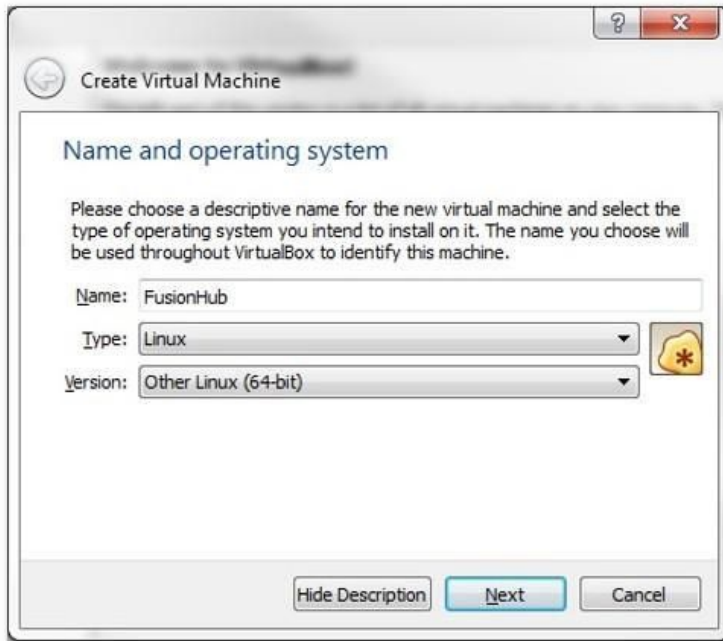 Create Virtual Machine
Name and operating system
Please choose a descriptive name for the new virtual machine and select the
type of operating system you intend to install on it. The name you choose will
be used throughout VirtualBox to identify this machine.
Name: FusionHub
Type: Linux
Version: Other Linux (64-bit)
Hide Description Next Cancel